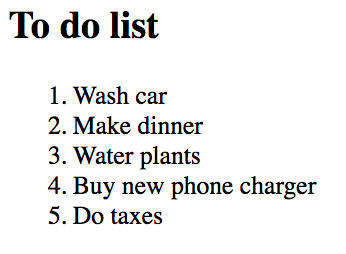 To do list
1. Wash car
2. Make dinner
3. Water plants
4. Buy new phone charger
5. Do taxes